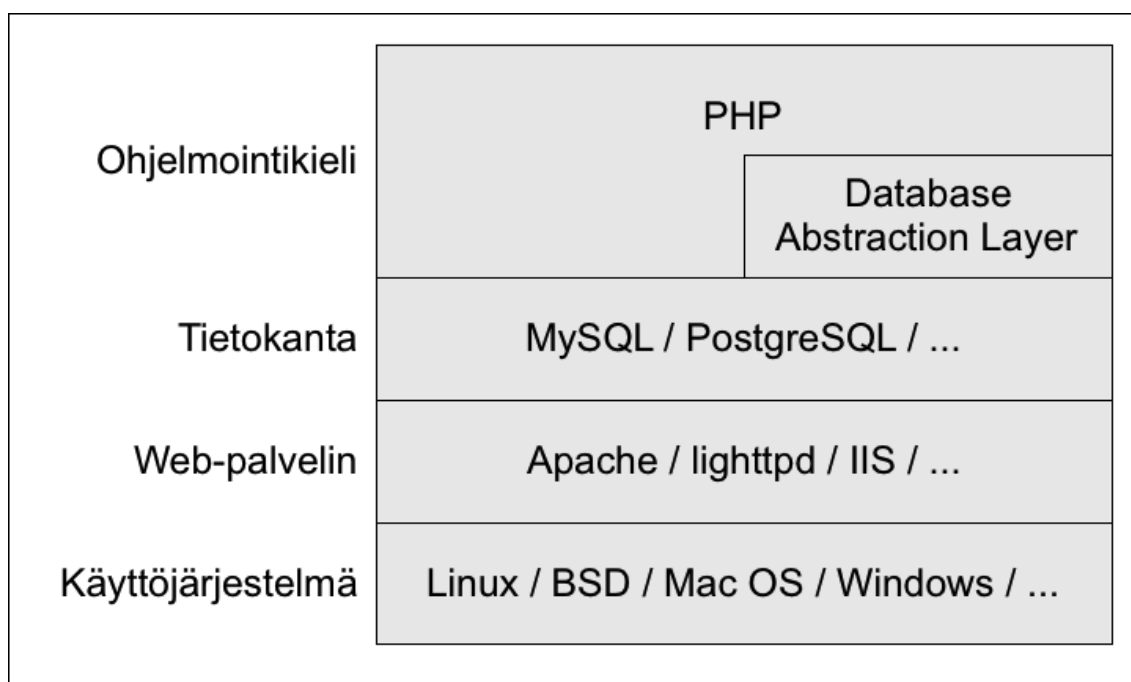 PHP
Ohjelmointikieli
Database
Abstraction Layer
Tietokanta
MySQL / PostgreSQL / ...
Web-palvelin
Apache / lighttpd / IIS / ...
Käyttöjärjestelmä
Linux / BSD / Mac OS / Windows / ...